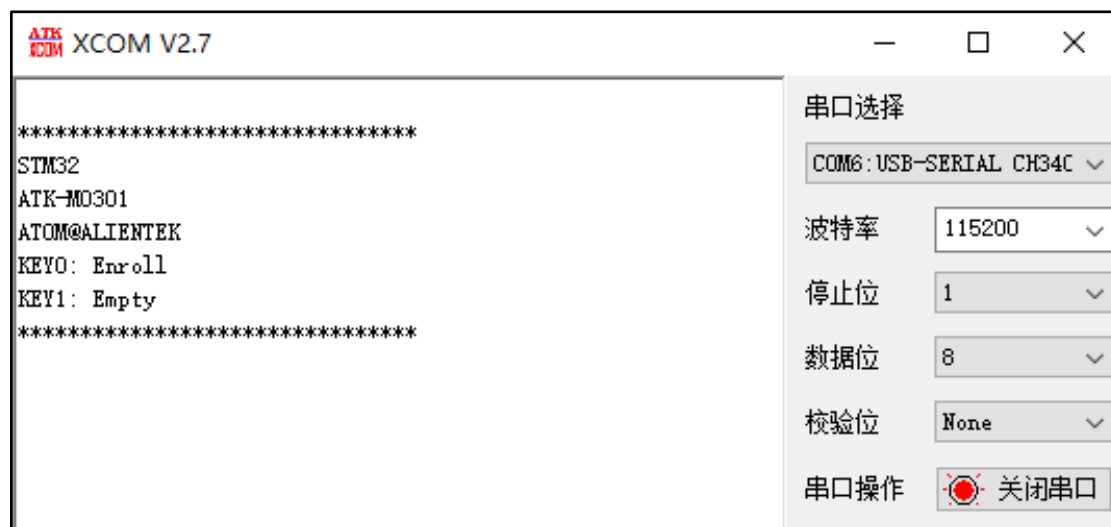 ATK XCOM XCOM V2.7
********************************
STM32
ATK-M0301
ATOM@ALIENTEK
KEY0: Enroll
KEY1: Empty
********************************
串口选择
COM6:USB-SERIAL CH340
波特率 115200
停止位 1
数据位 8
校验位 None
串口操作 关闭串口